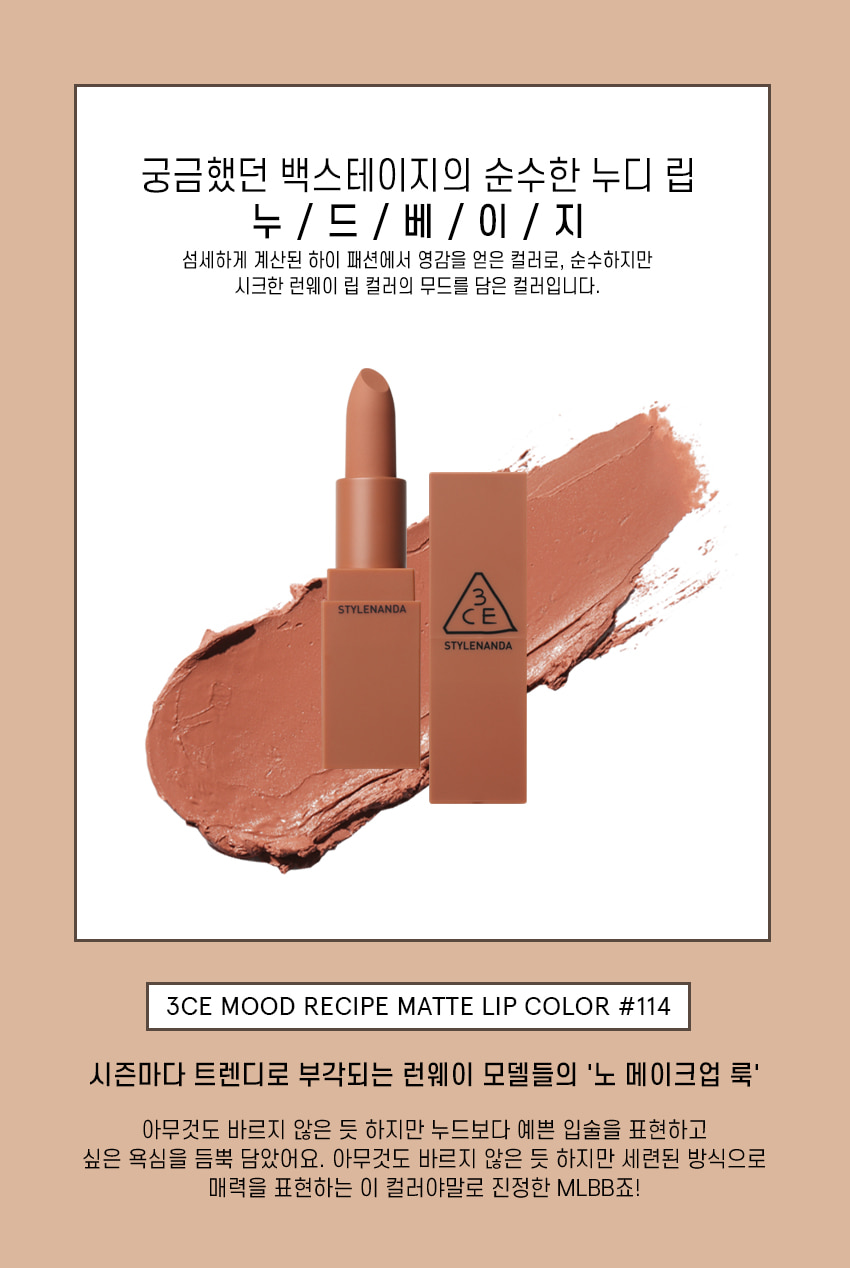 궁금했던 백스테이지의 순수한 누디 립
누 / 드 / 베 / 이 / 지
섬세하게 계산된 하이 패션에서 영감을 얻은 컬러로, 순수하지만
시크한 런웨이 립 컬러의 무드를 담은 컬러입니다.
STYLENANDA
3
CE
STYLENANDA
3CE MOOD RECIPE MATTE LIP COLOR #114
시즌마다 트렌디로 부각되는 런웨이 모델들의 '노 메이크업 룩'
아무것도 바르지 않은 듯 하지만 누드보다 예쁜 입술을 표현하고
싶은 욕심을 듬뿍 담았어요. 아무것도 바르지 않은 듯 하지만 세련된 방식으로
매력을 표현하는 이 컬러야말로 진정한 MLBB죠!